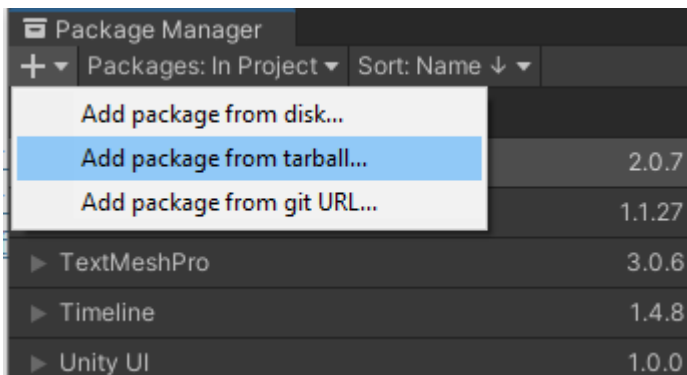 Package Manager
+ Packages: In Project Sort: Name ↓
Add package from disk...
Add package from tarball...
2.0.7
Add package from git URL...
1.1.27
TextMeshPro 3.0.6
Timeline 1.4.8
Unity UI 1.0.0